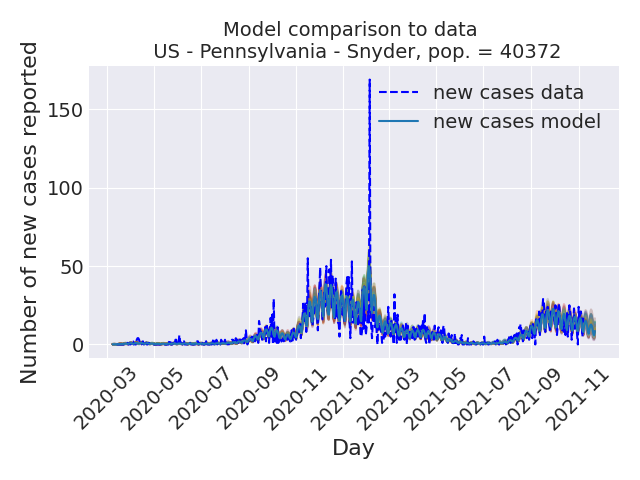 Model comparison to data
US - Pennsylvania - Snyder, pop. = 40372
Number of new cases reported
150
100
50
0
new cases data
new cases model
2020-03
2020-05
2020-07
2020-09
2020-11
2021-01
2021-03
2021-05
2021-07
2021-09
2021-11
Day